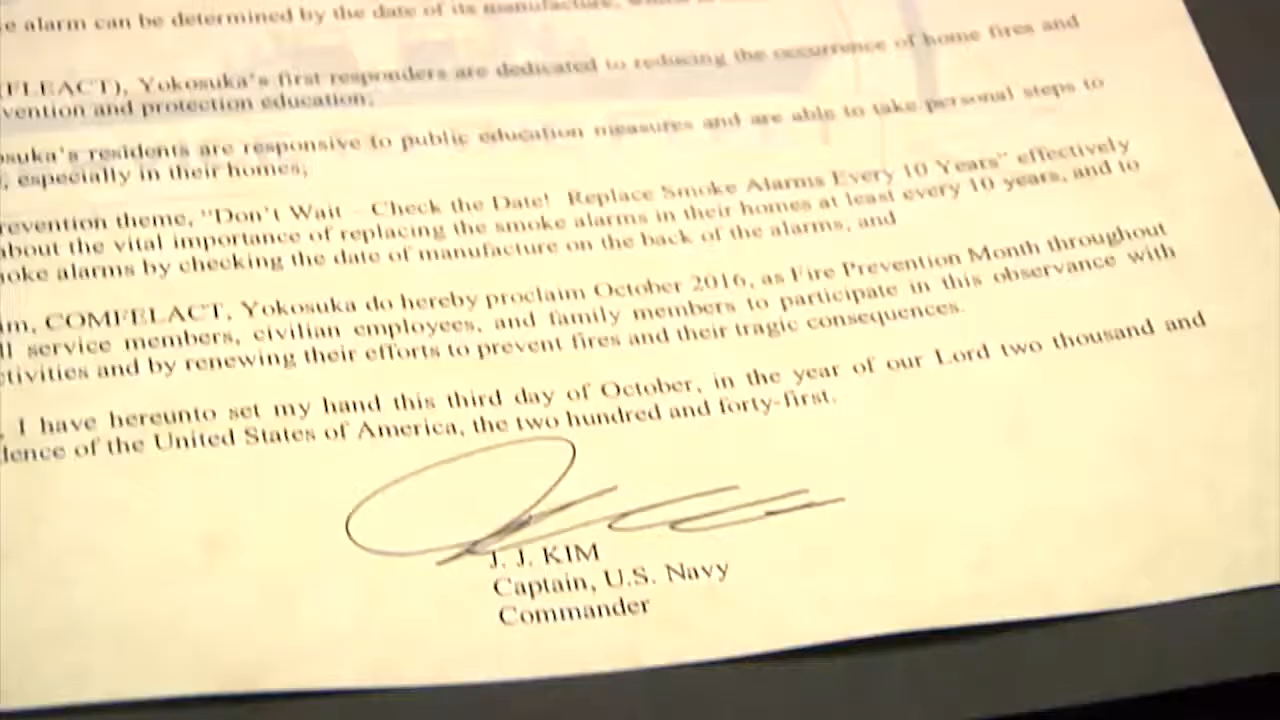 e alarm can be determined by the date of its manufacture,
(FLEACT), Yokosuka's first responders are dedicated to reducing the occurrence of home fires and
vention and protection education;
osuka's residents are responsive to public education measures and are able to take personal steps to
, especially in their homes;
revention theme, "Don't Wait – Check the Date! Replace Smoke Alarms Every 10 Years" effectively
about the vital importance of replacing the smoke alarms in their homes at least every 10 years, and to
noke alarms by checking the date of manufacture on the back of the alarms, and
im, COMFELACT, Yokosuka do hereby proclaim October 2016, as Fire Prevention Month throughout
ll service members, civilian employees, and family members to participate in this observance with
ctivities and by renewing their efforts to prevent fires and their tragic consequences.
, I have hereunto set my hand this third day of October, in the year of our Lord two thousand and
dence of the United States of America, the two hundred and forty-first.
J. J. KIM
Captain, U.S. Navy
Commander